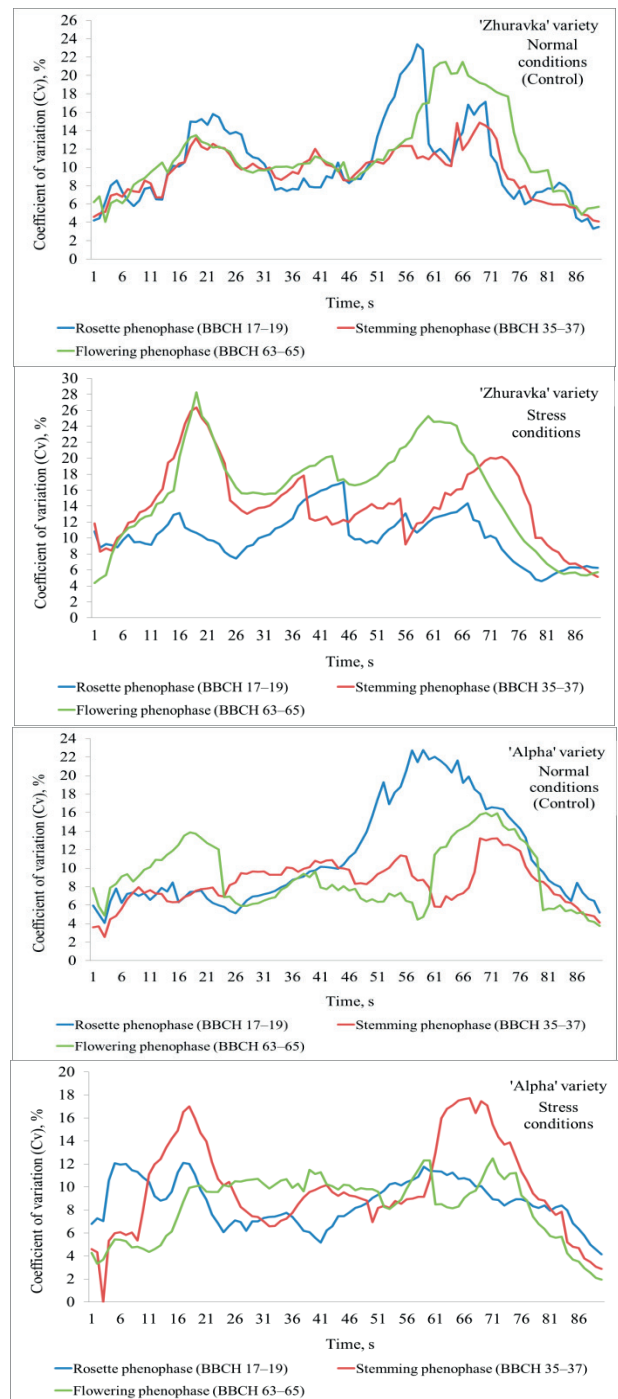 'Zhuravka' variety
Normal
conditions
(Control)
Coefficient of variation (Cv), %
26
24
22
20
18
16
14
12
10
8
6
4
2
0
1 6 11 16 21 26 31 36 41 46 51 56 61 66 71 76 81 86
Time, s
Rosette phenophase (BBCH 17–19) Stemming phenophase (BBCH 35–37)
Flowering phenophase (BBCH 63–65)
'Zhuravka' variety
Stress
conditions
Coefficient of variation (Cv), %
30
28
26
24
22
20
18
16
14
12
10
8
6
4
2
0
1 6 11 16 21 26 31 36 41 46 51 56 61 66 71 76 81 86
Time, s
Rosette phenophase (BBCH 17–19) Stemming phenophase (BBCH 35–37)
Flowering phenophase (BBCH 63–65)
'Alpha' variety
Normal
conditions
(Control)
Coefficient of variation (Cv), %
24
22
20
18
16
14
12
10
8
6
4
2
0
1 6 11 16 21 26 31 36 41 46 51 56 61 66 71 76 81 86
Time, s
Rosette phenophase (BBCH 17–19) Stemming phenophase (BBCH 35–37)
Flowering phenophase (BBCH 63–65)
'Alpha' variety
Stress
conditions
Coefficient of variation (Cv), %
20
18
16
14
12
10
8
6
4
2
0
1 6 11 16 21 26 31 36 41 46 51 56 61 66 71 76 81 86
Time, s
Rosette phenophase (BBCH 17–19) Stemming phenophase (BBCH 35–37)
Flowering phenophase (BBCH 63–65)